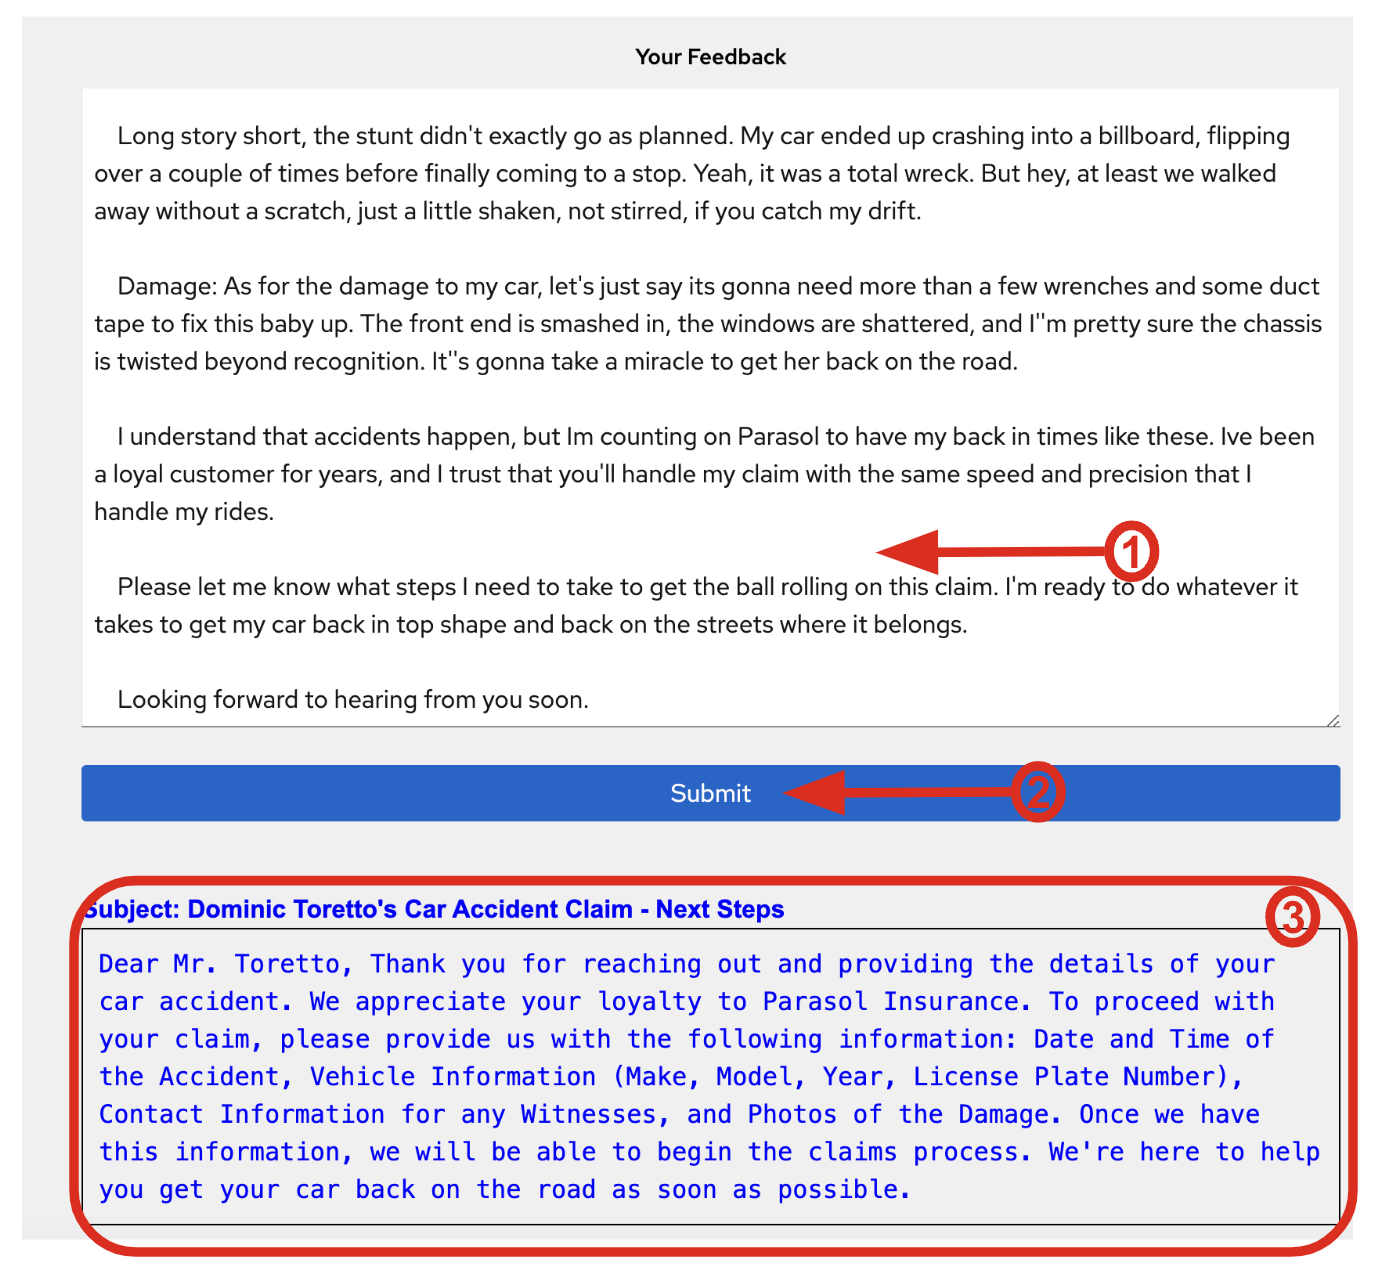 Your Feedback
Long story short, the stunt didn't exactly go as planned. My car ended up crashing into a billboard, flipping
over a couple of times before finally coming to a stop. Yeah, it was a total wreck. But hey, at least we walked
away without a scratch, just a little shaken, not stirred, if you catch my drift.
Damage: As for the damage to my car, let's just say its gonna need more than a few wrenches and some duct
tape to fix this baby up. The front end is smashed in, the windows are shattered, and I''m pretty sure the chassis
is twisted beyond recognition. It''s gonna take a miracle to get her back on the road.
I understand that accidents happen, but Im counting on Parasol to have my back in times like these. Ive been
a loyal customer for years, and I trust that you'll handle my claim with the same speed and precision that I
handle my rides.
1
Please let me know what steps I need to take to get the ball rolling on this claim. I'm ready to do whatever it
takes to get my car back in top shape and back on the streets where it belongs.
Looking forward to hearing from you soon.
Submit
2
Subject: Dominic Toretto's Car Accident Claim - Next Steps
3
Dear Mr. Toretto, Thank you for reaching out and providing the details of your
car accident. We appreciate your loyalty to Parasol Insurance. To proceed with
your claim, please provide us with the following information: Date and Time of
the Accident, Vehicle Information (Make, Model, Year, License Plate Number),
Contact Information for any Witnesses, and Photos of the Damage. Once we have
this information, we will be able to begin the claims process. We're here to help
you get your car back on the road as soon as possible.